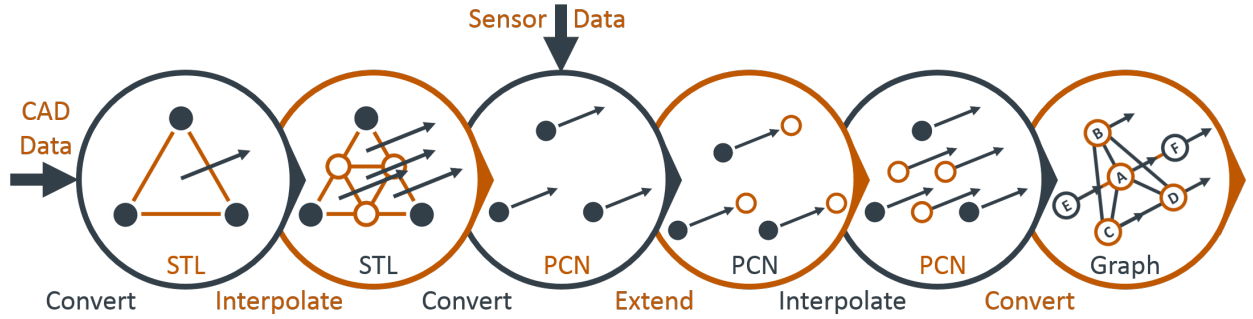 Sensor Data
CAD
Data
B
F
A
E
D
C
STL
STL
PCN
PCN
PCN
Graph
Convert
Interpolate
Convert
Extend
Interpolate
Convert